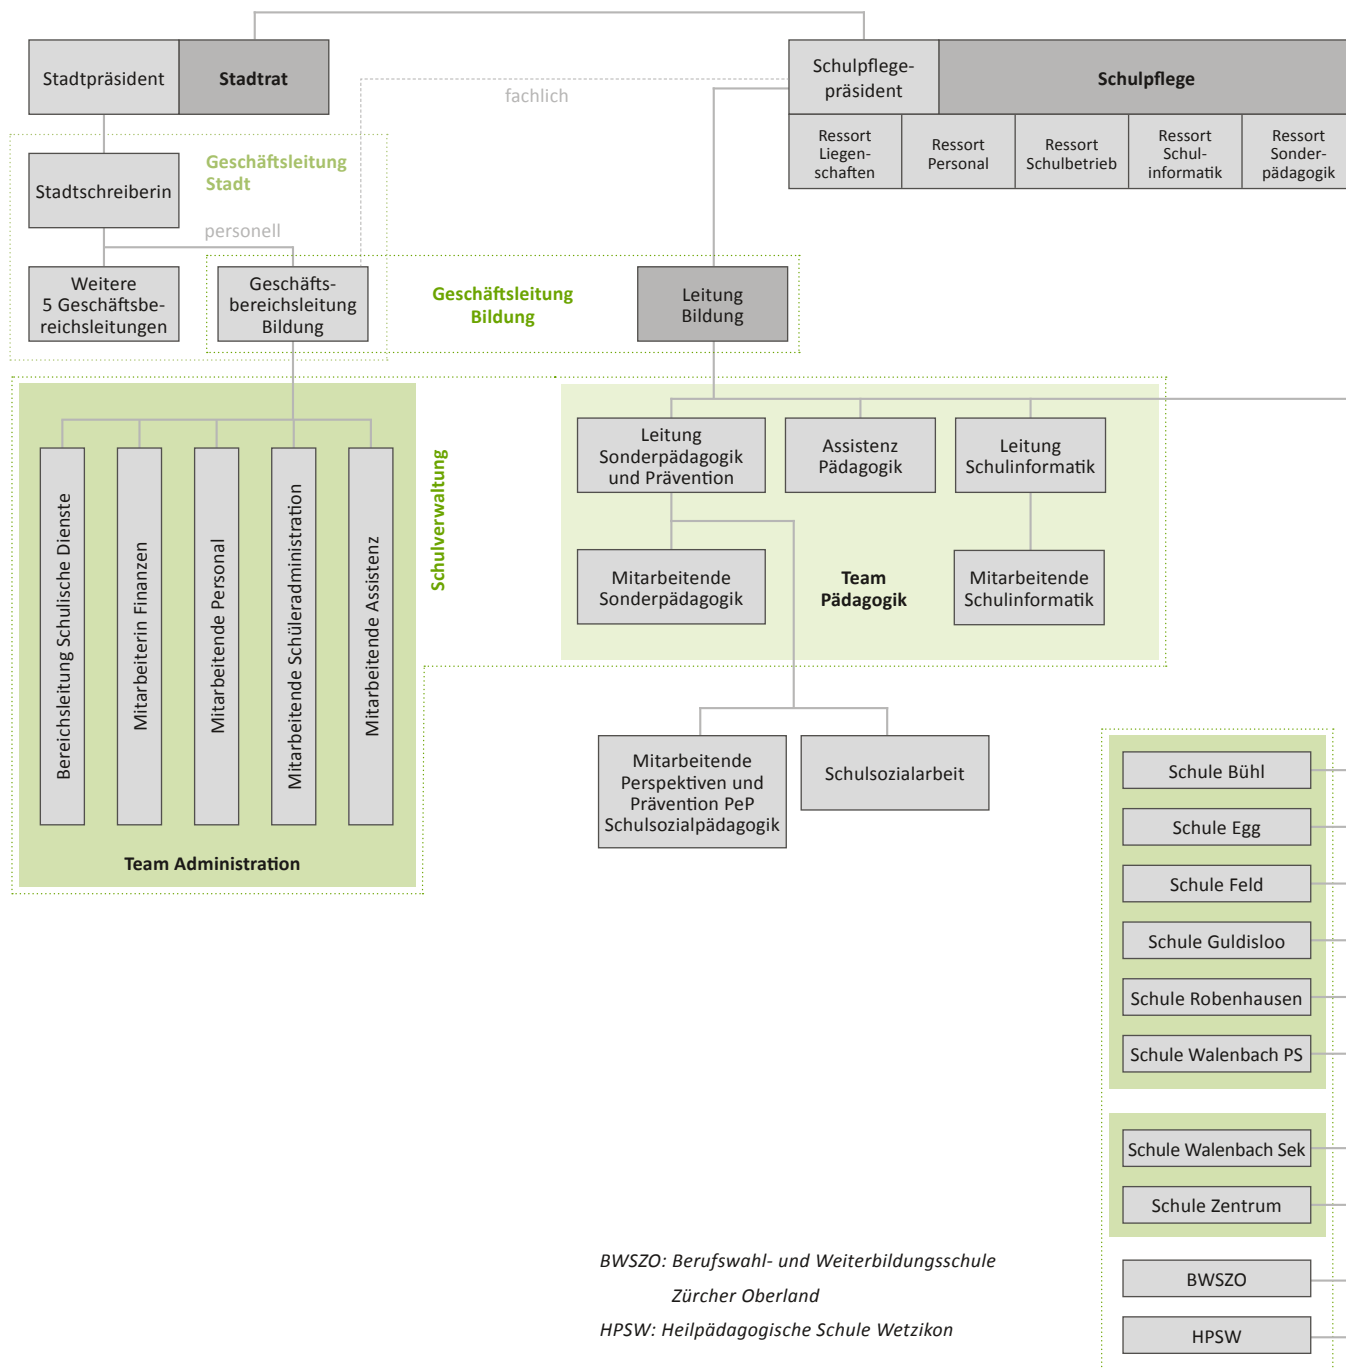 Stadtpräsident
Stadtrat
fachlich
Schulpflege-
präsident
Schulpflege
Ressort
Liegen-
schaften
Ressort
Personal
Ressort
Schulbetrieb
Ressort
Schul-
informatik
Ressort
Sonder-
pädagogik
Geschäftsleitung
Stadt
Stadtschreiberin
personell
Weitere
5 Geschäftsbe-
reichsleitungen
Geschäfts-
bereichsleitung
Bildung
Geschäftsleitung
Bildung
Leitung
Bildung
Bereichsleitung Schulische Dienste
Mitarbeiterin Finanzen
Mitarbeitende Personal
Mitarbeitende Schüleradministration
Mitarbeitende Assistenz
Team Administration
Schulverwaltung
Leitung
Sonderpädagogik
und Prävention
Assistenz
Pädagogik
Leitung
Schulinformatik
Mitarbeitende
Sonderpädagogik
Team
Pädagogik
Mitarbeitende
Schulinformatik
Mitarbeitende
Perspektiven und
Prävention PeP
Schulsozialpädagogik
Schulsozialarbeit
Schule Bühl
Schule Egg
Schule Feld
Schule Guldisloo
Schule Robenhausen
Schule Walenbach PS
Schule Walenbach Sek
Schule Zentrum
BWSZO
HPSW
BWSZO: Berufswahl- und Weiterbildungsschule
Zürcher Oberland
HPSW: Heilpädagogische Schule Wetzikon